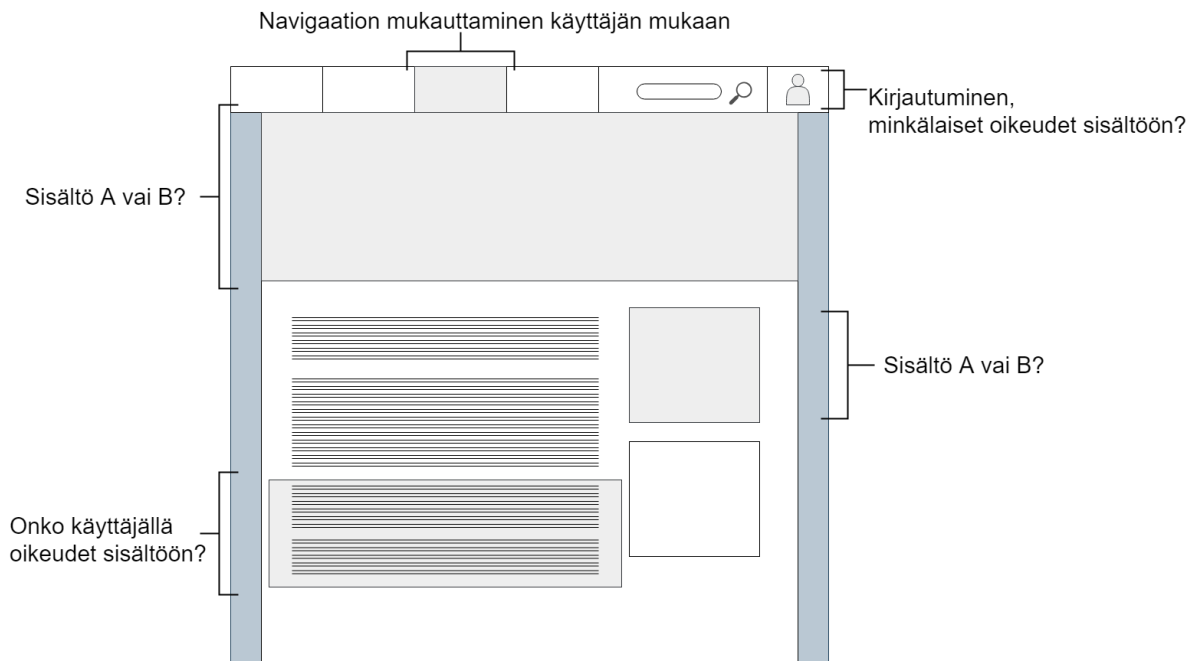 Navigaation mukauttaminen käyttäjän mukaan
Kirjautuminen,
minkälaiset oikeudet sisältöön?
Sisältö A vai B?
Sisältö A vai B?
Onko käyttäjällä
oikeudet sisältöön?